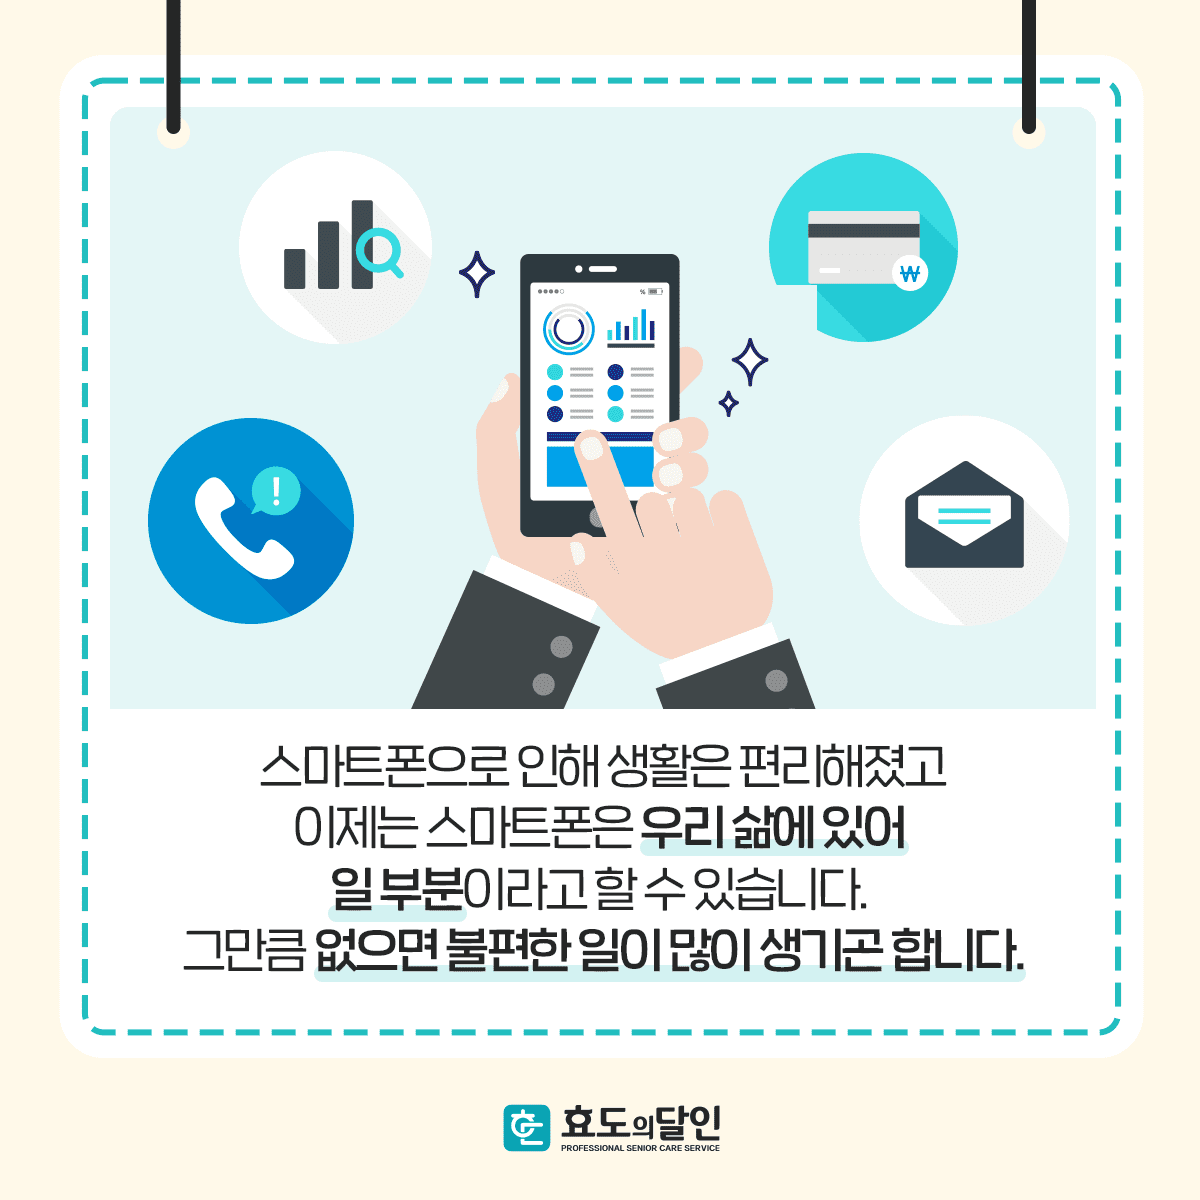 %
₩
!
스마트폰으로 인해 생활은 편리해졌고
이제는 스마트폰은 우리 삶에 있어
일 부분이라고 할 수 있습니다.
그만큼 없으면 불편한 일이 많이 생기곤 합니다.
효도의달인
PROFESSIONAL SENIOR CARE SERVICE